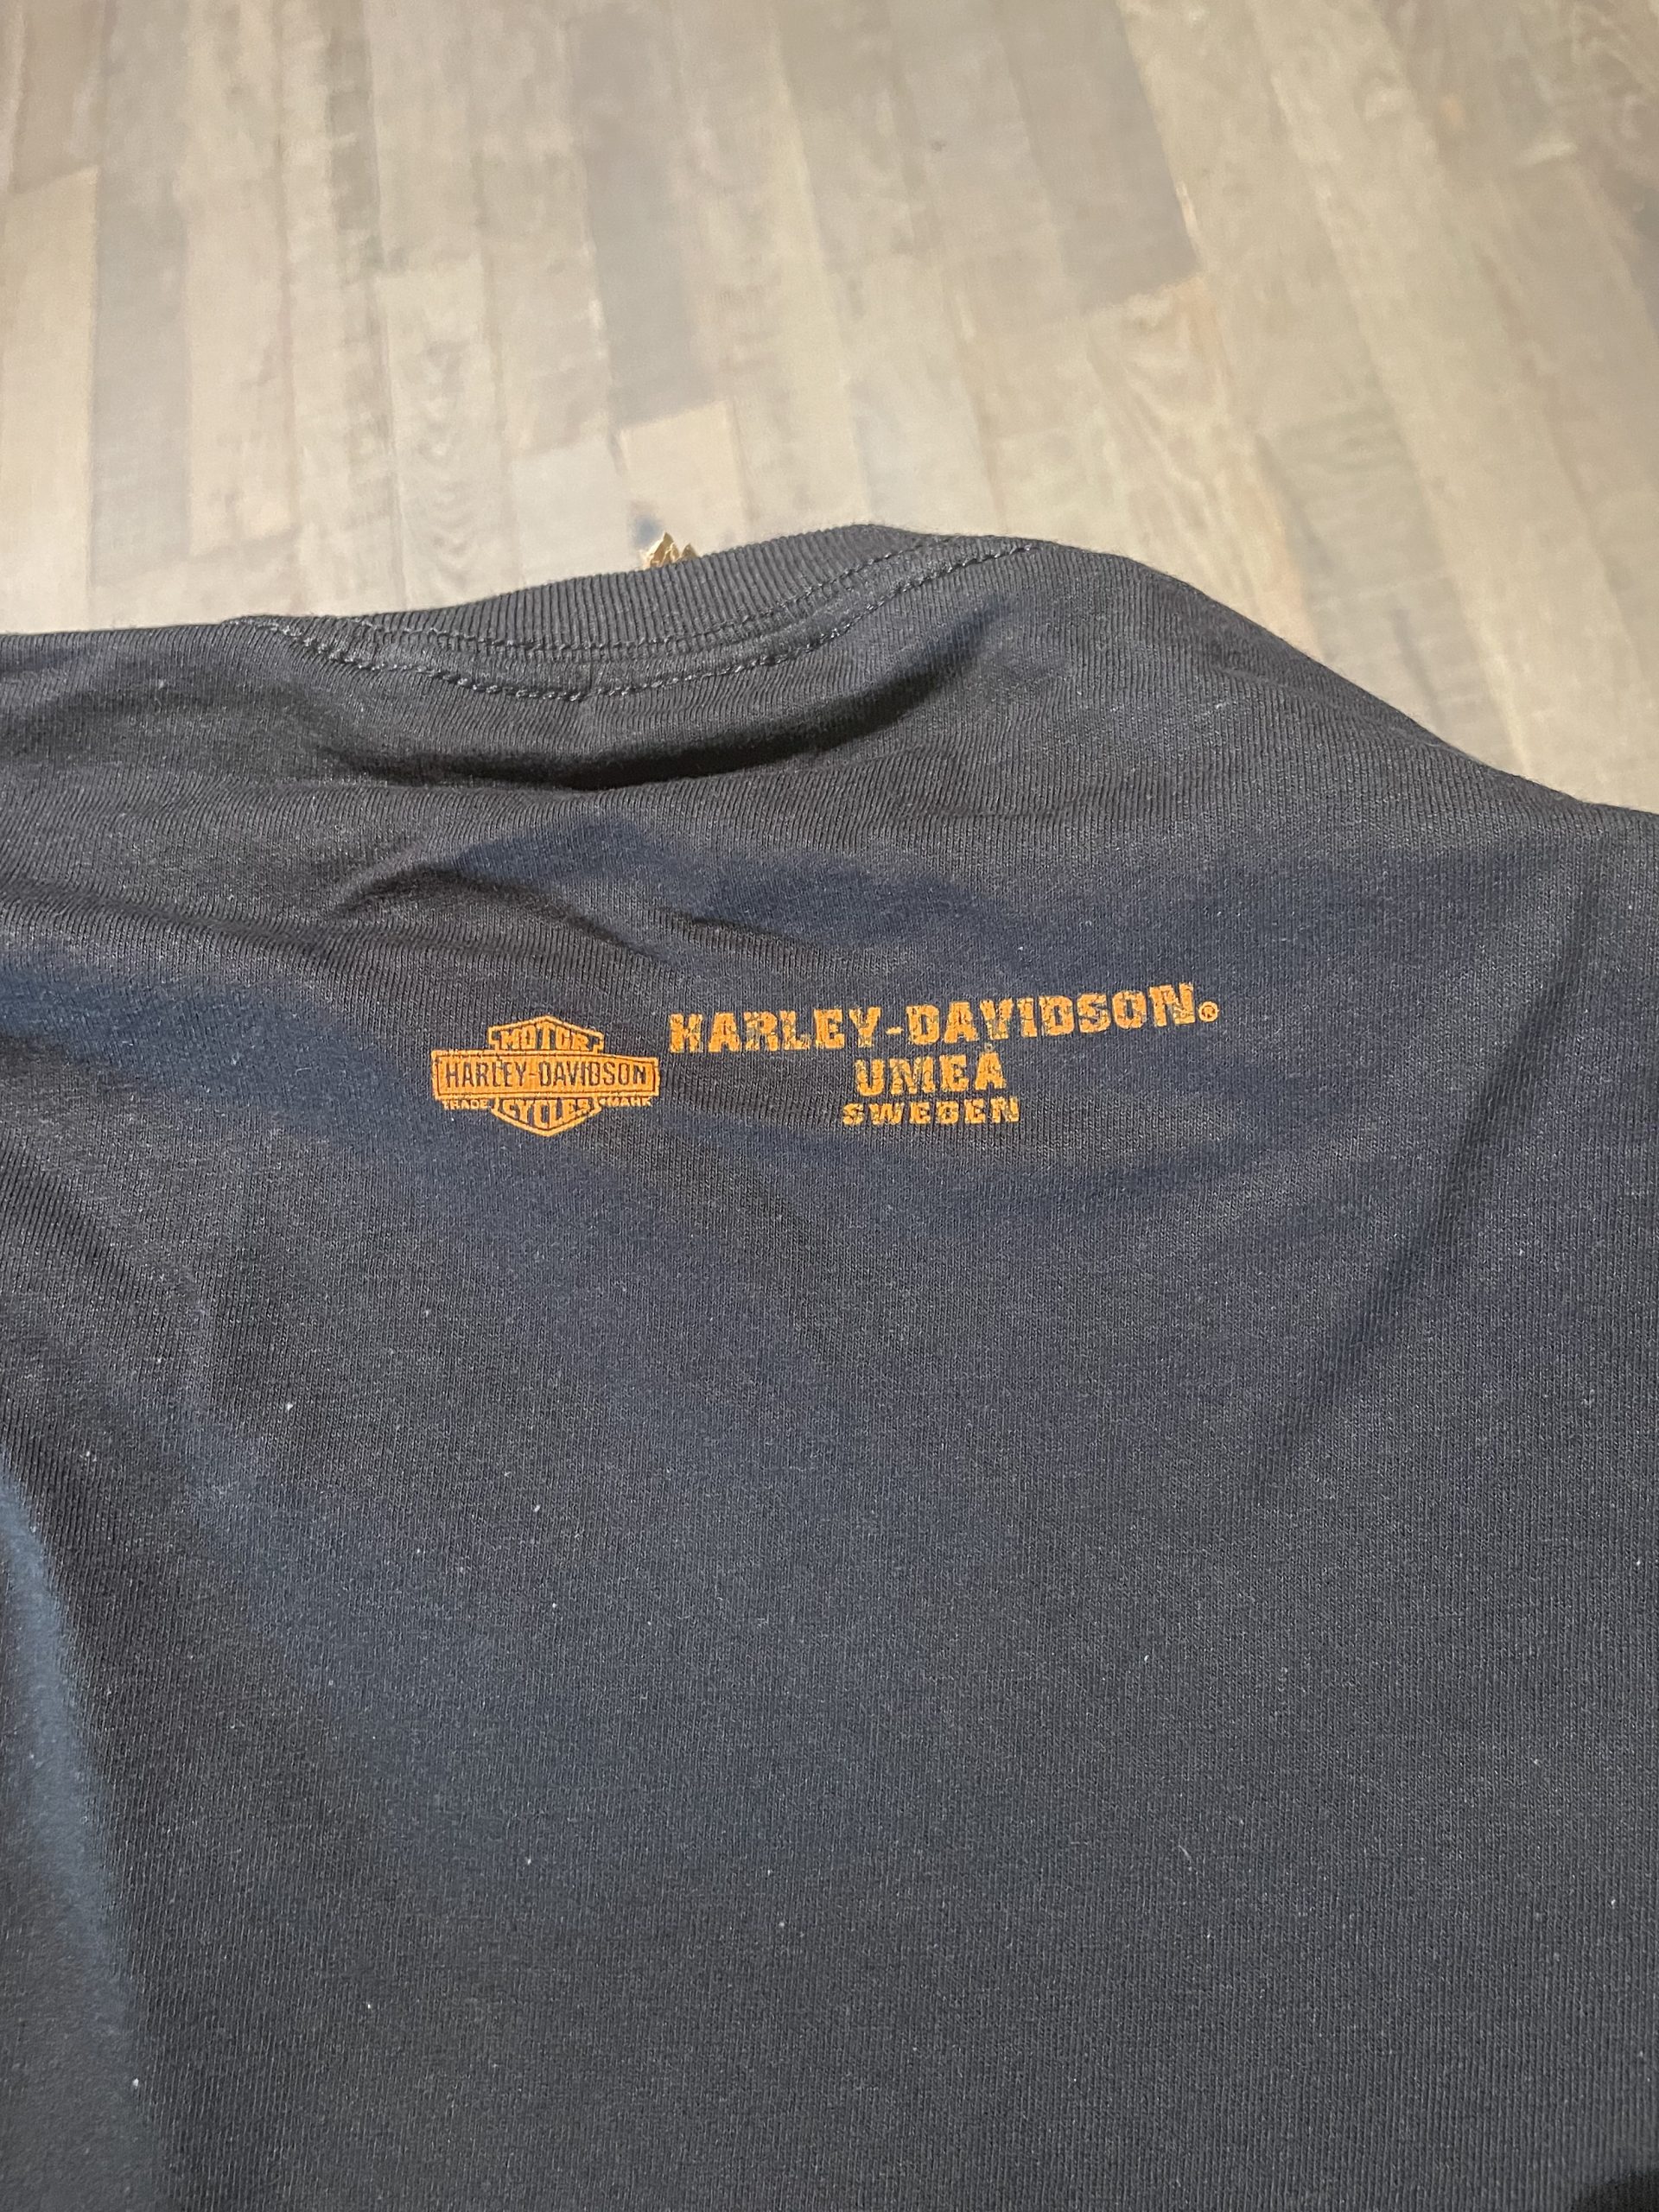 MOTOR
HARLEY-DAVIDSON
TRADE CYCLES MARK
HARLEY-DAVIDSON®
UMEÅ
SWEDEN